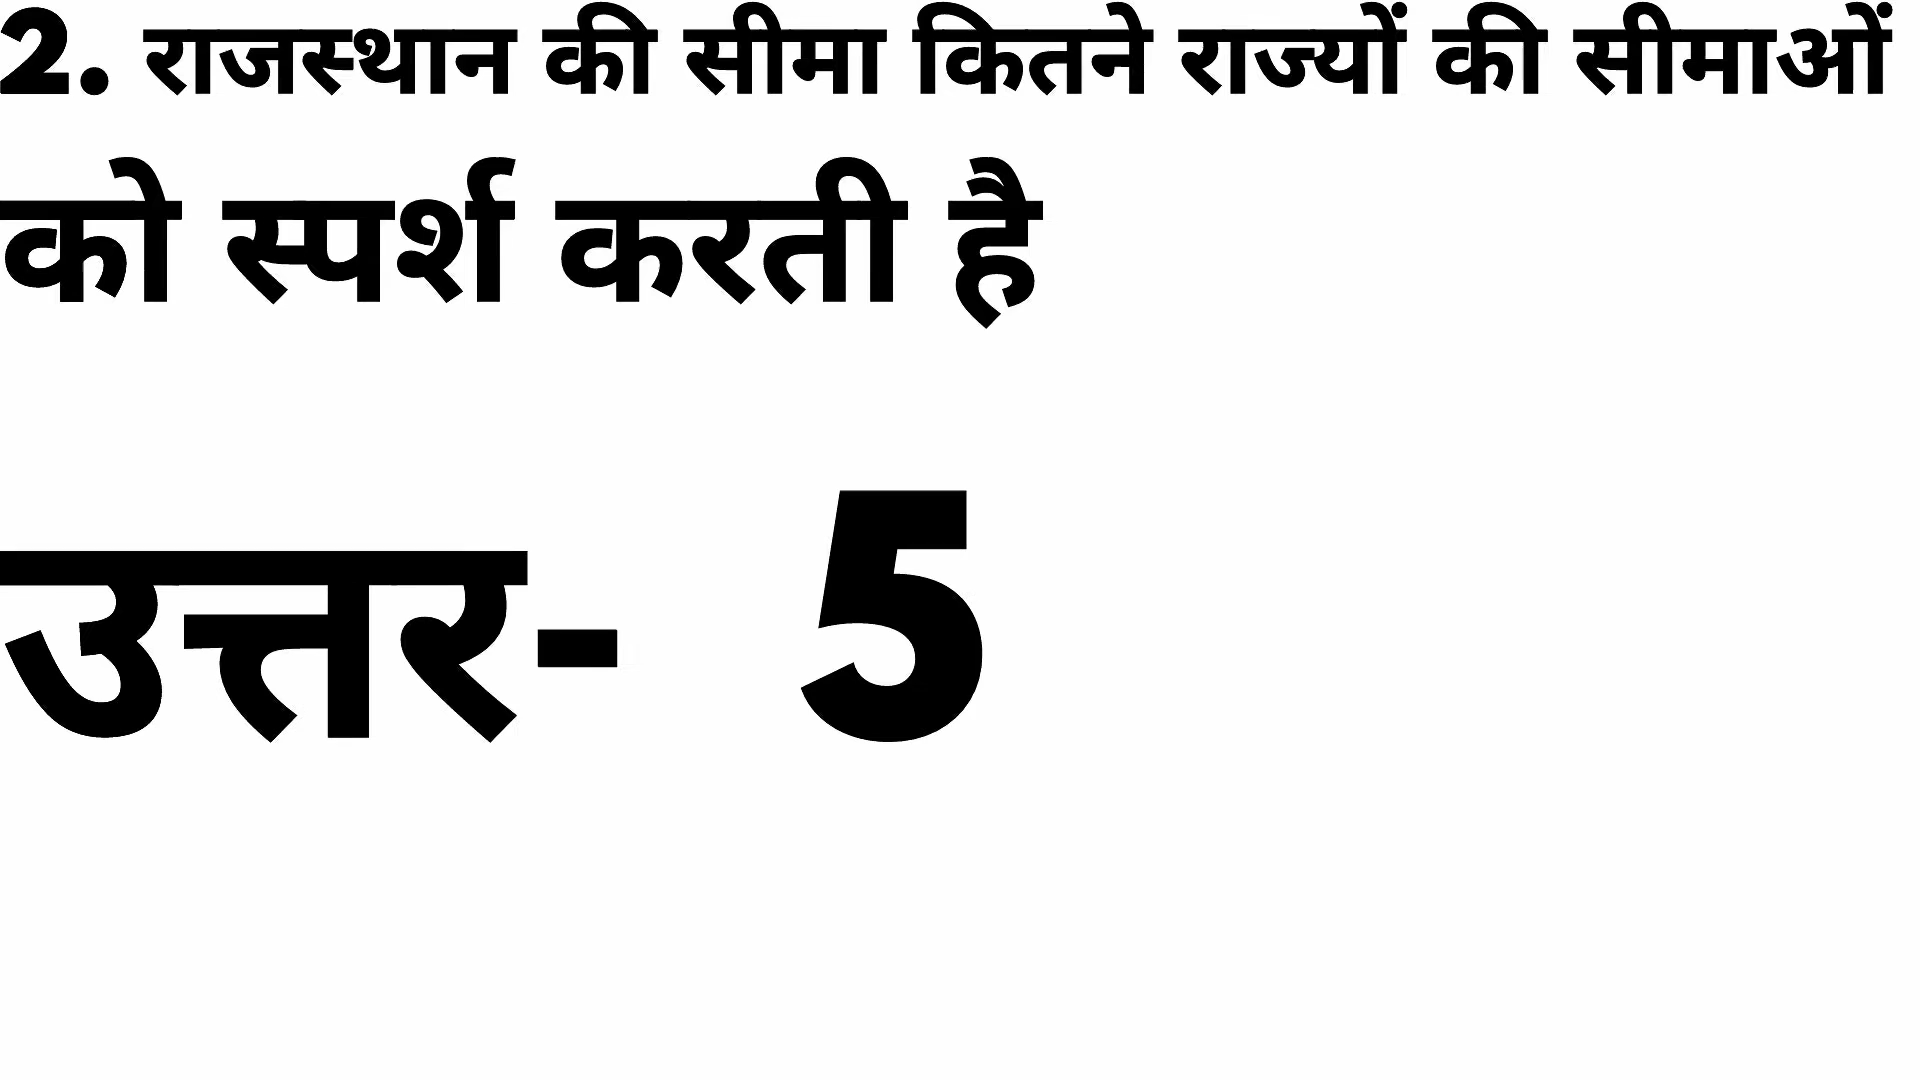 2. राजस्थान की सीमा कितने राज्यों की सीमाओं
को स्पर्श करती है
उत्तर- 5